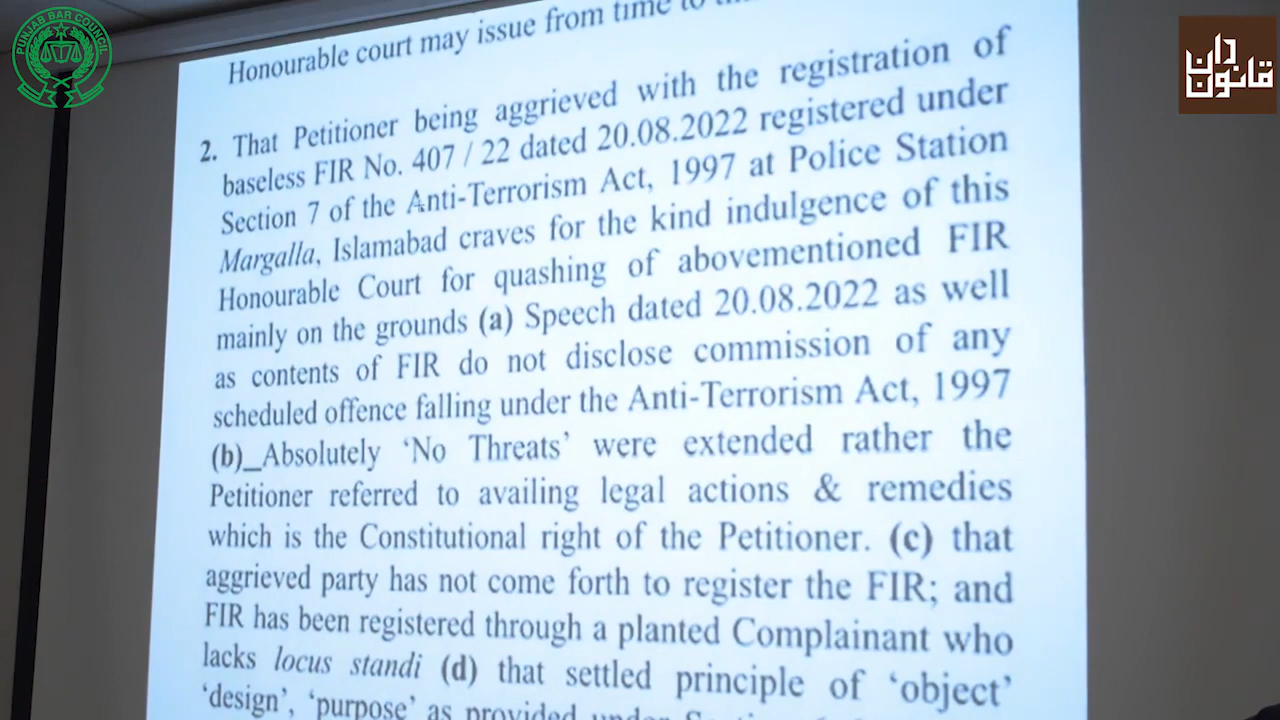 PUNJAB BAR COUNCIL
قانون دان
Honourable court may issue from time to
2. That Petitioner being aggrieved with the registration of
baseless FIR No. 407 / 22 dated 20.08.2022 registered under
Section 7 of the Anti-Terrorism Act, 1997 at Police Station
Margalla, Islamabad craves for the kind indulgence of this
Honourable Court for quashing of abovementioned FIR
mainly on the grounds (a) Speech dated 20.08.2022 as well
as contents of FIR do not disclose commission of any
scheduled offence falling under the Anti-Terrorism Act, 1997
(b)_Absolutely ‘No Threats’ were extended rather the
Petitioner referred to availing legal actions & remedies
which is the Constitutional right of the Petitioner. (c) that
aggrieved party has not come forth to register the FIR; and
FIR has been registered through a planted Complainant who
lacks locus standi (d) that settled principle of ‘object’
‘design’, ‘purpose’ as provided under